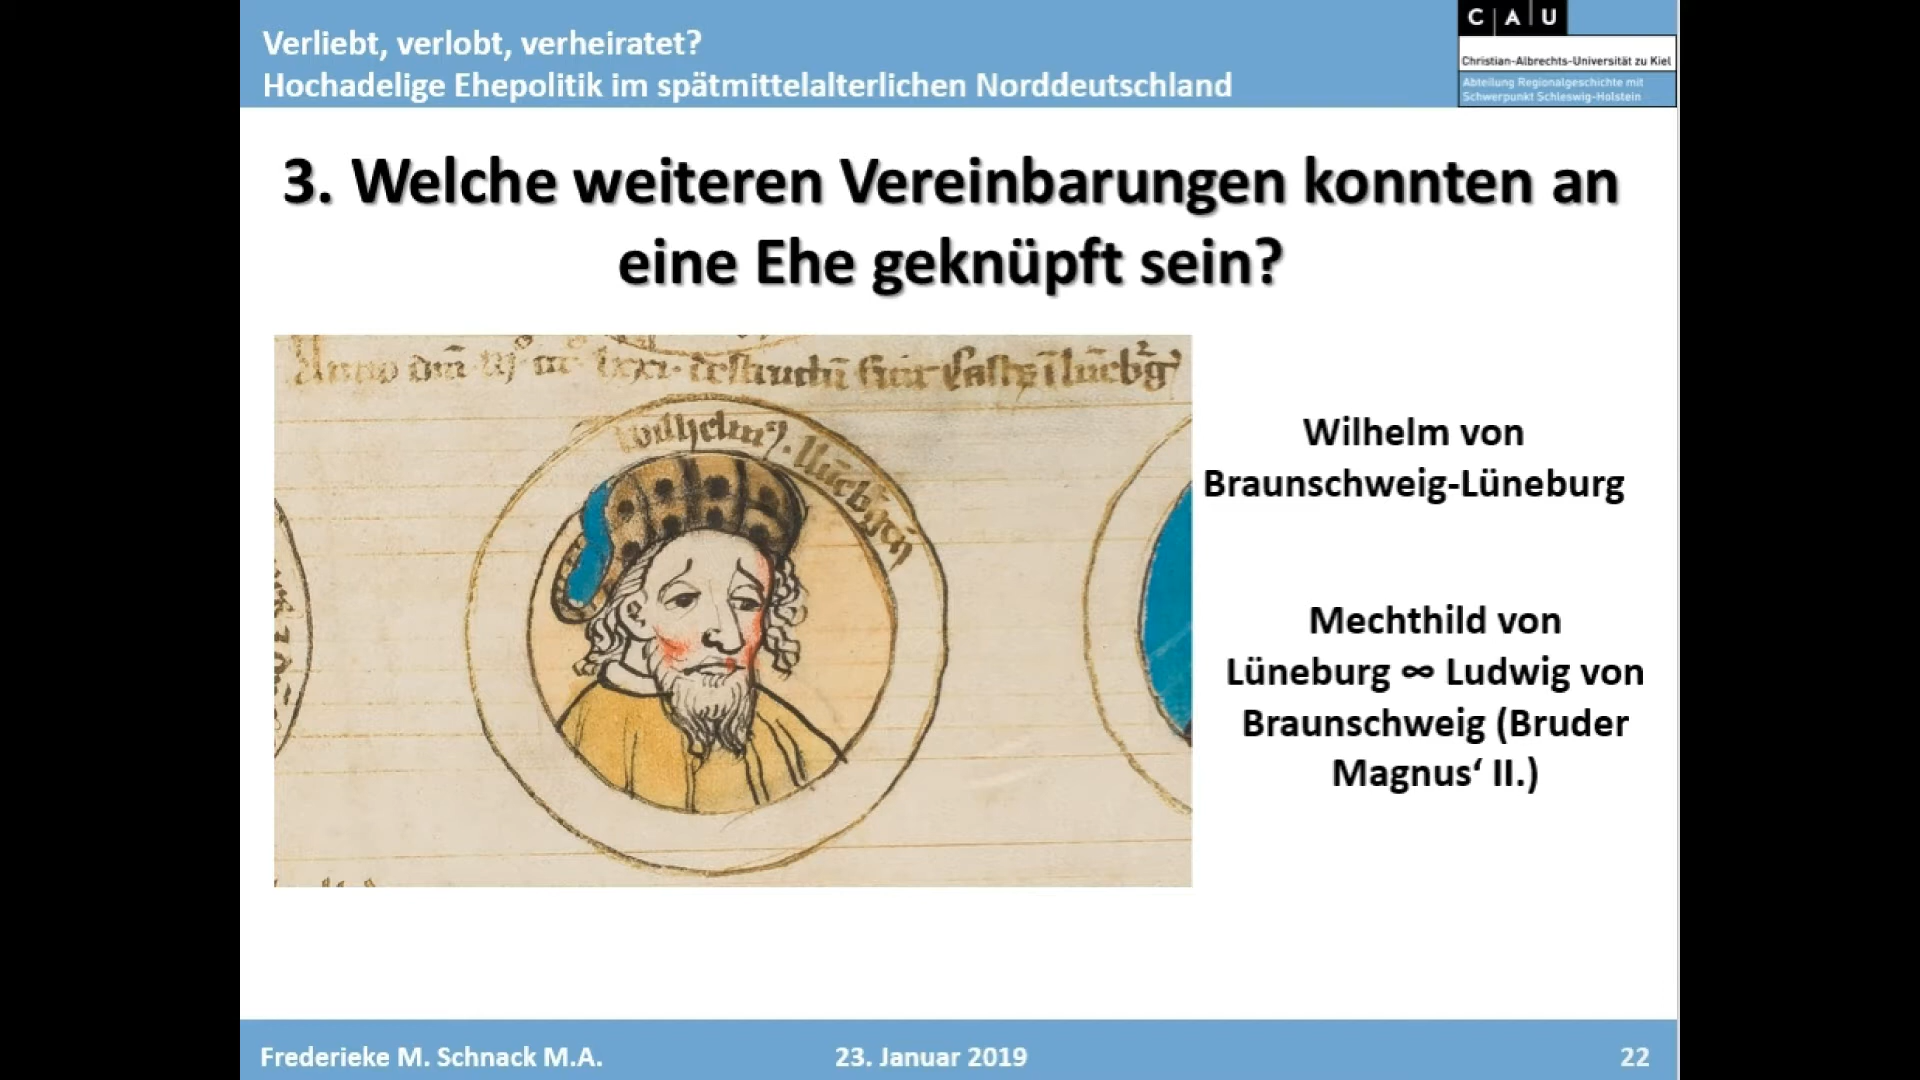 Verliebt, verlobt, verheiratet?
Hochadelige Ehepolitik im spätmittelalterlichen Norddeutschland
C A U
Christian-Albrechts-Universität zu Kiel
Abteilung Regionalgeschichte mit
Schwerpunkt Schleswig-Holstein
3. Welche weiteren Vereinbarungen konnten an
eine Ehe geknüpft sein?
Wilhelm von
Braunschweig-Lüneburg
Mechthild von
Lüneburg ∞ Ludwig von
Braunschweig (Bruder
Magnus‘ II.)
Frederieke M. Schnack M.A.
23. Januar 2019
22